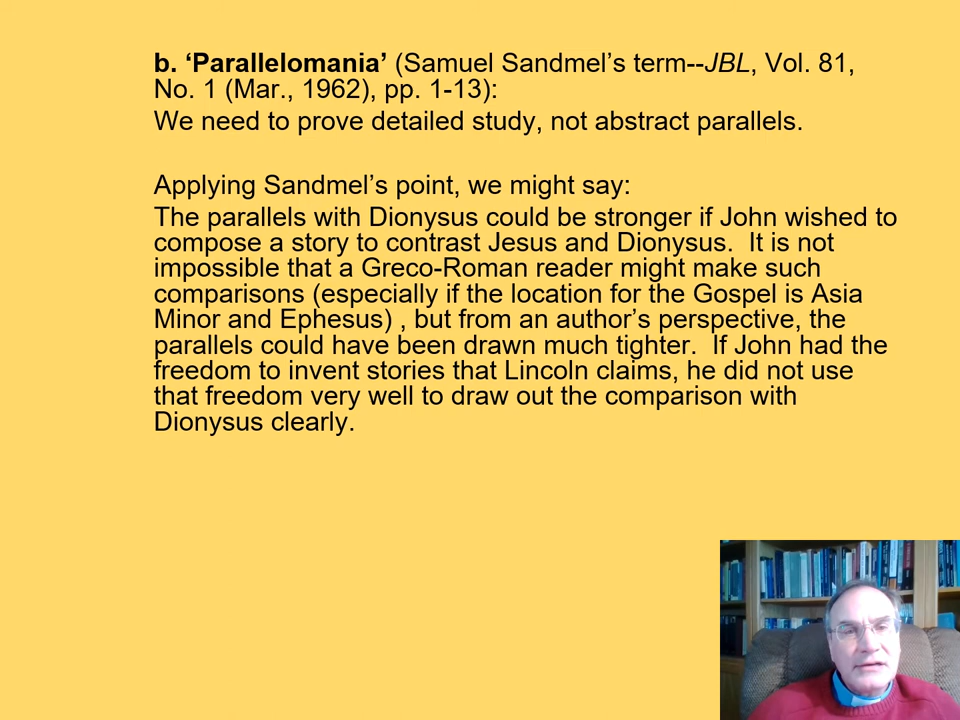 b. ‘Parallelomania’ (Samuel Sandmel’s term--JBL, Vol. 81,
No. 1 (Mar., 1962), pp. 1-13):
We need to prove detailed study, not abstract parallels.
Applying Sandmel’s point, we might say:
The parallels with Dionysus could be stronger if John wished to
compose a story to contrast Jesus and Dionysus.  It is not
impossible that a Greco-Roman reader might make such
comparisons (especially if the location for the Gospel is Asia
Minor and Ephesus) , but from an author’s perspective, the
parallels could have been drawn much tighter.  If John had the
freedom to invent stories that Lincoln claims, he did not use
that freedom very well to draw out the comparison with
Dionysus clearly.